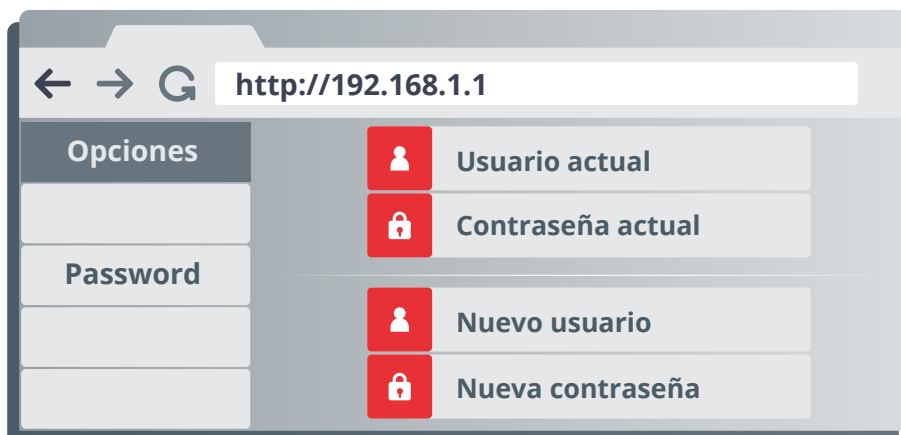 http://192.168.1.1
Opciones
Password
Usuario actual
Contraseña actual
Nuevo usuario
Nueva contraseña